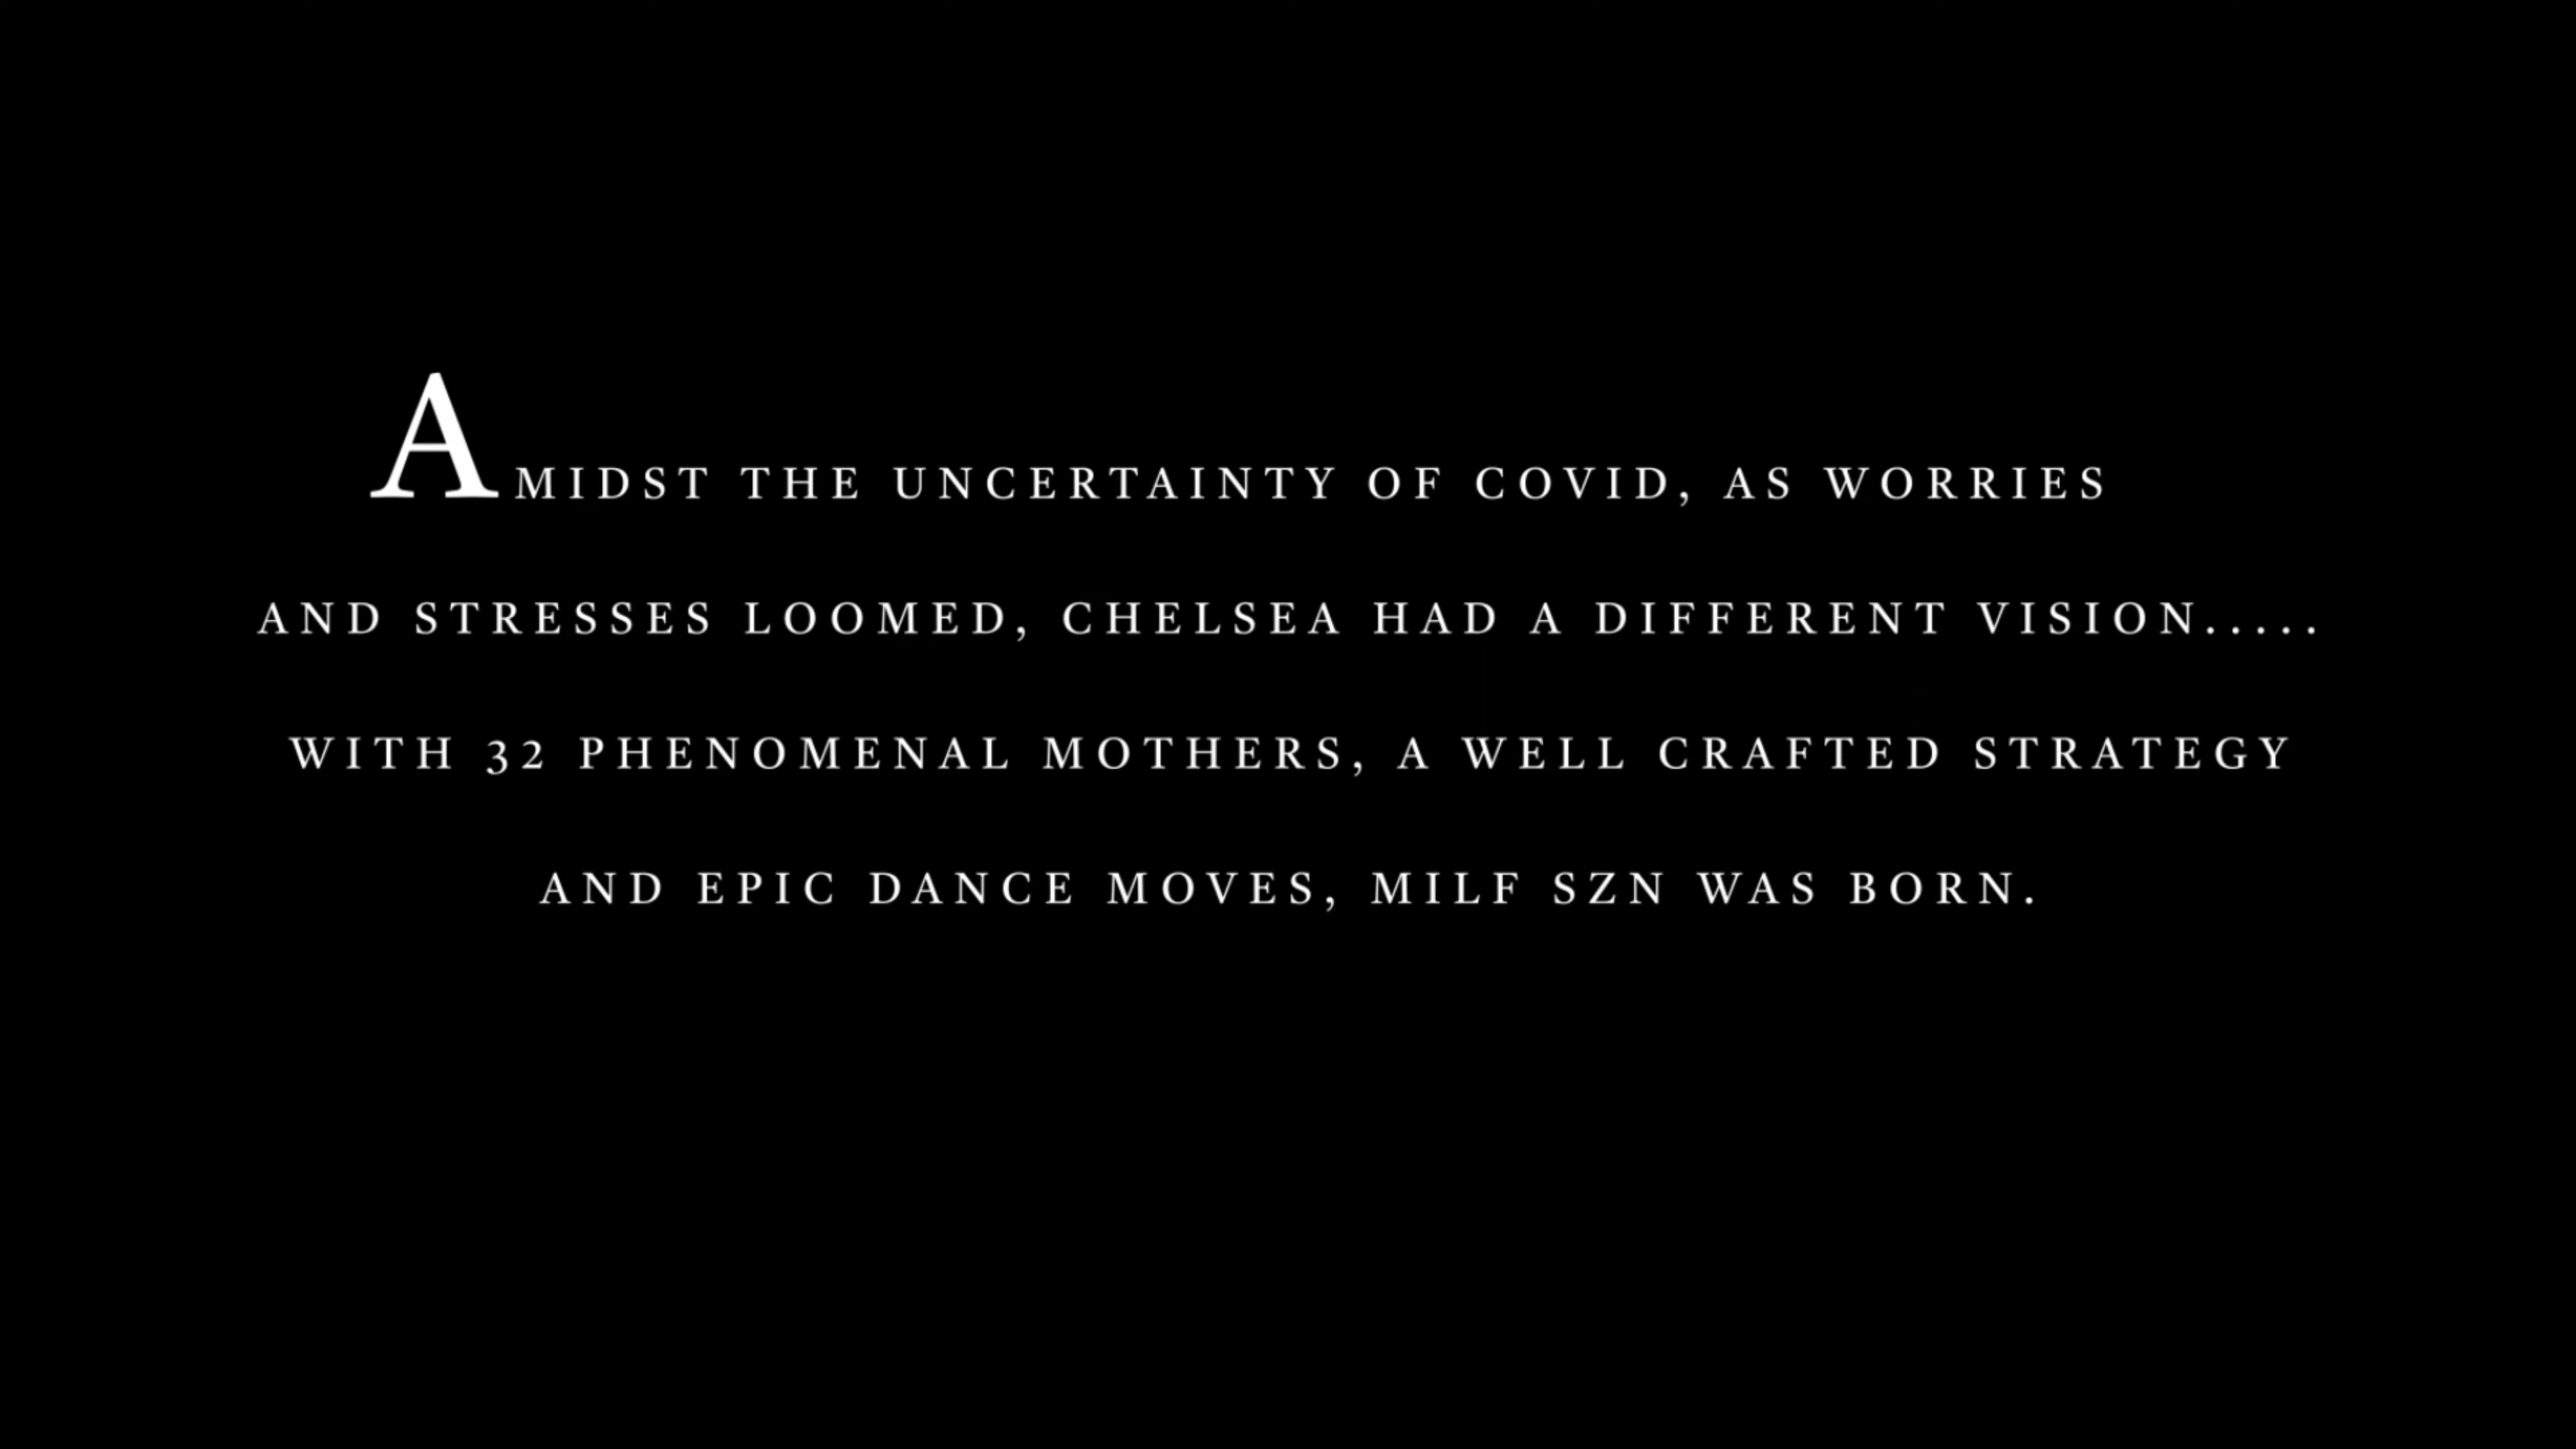 AMIDST THE UNCERTAINTY OF COVID, AS WORRIES
AND STRESSES LOOMED, CHELSEA HAD A DIFFERENT VISION.....
WITH 32 PHENOMENAL MOTHERS, A WELL CRAFTED STRATEGY
AND EPIC DANCE MOVES, MILF SZN WAS BORN.